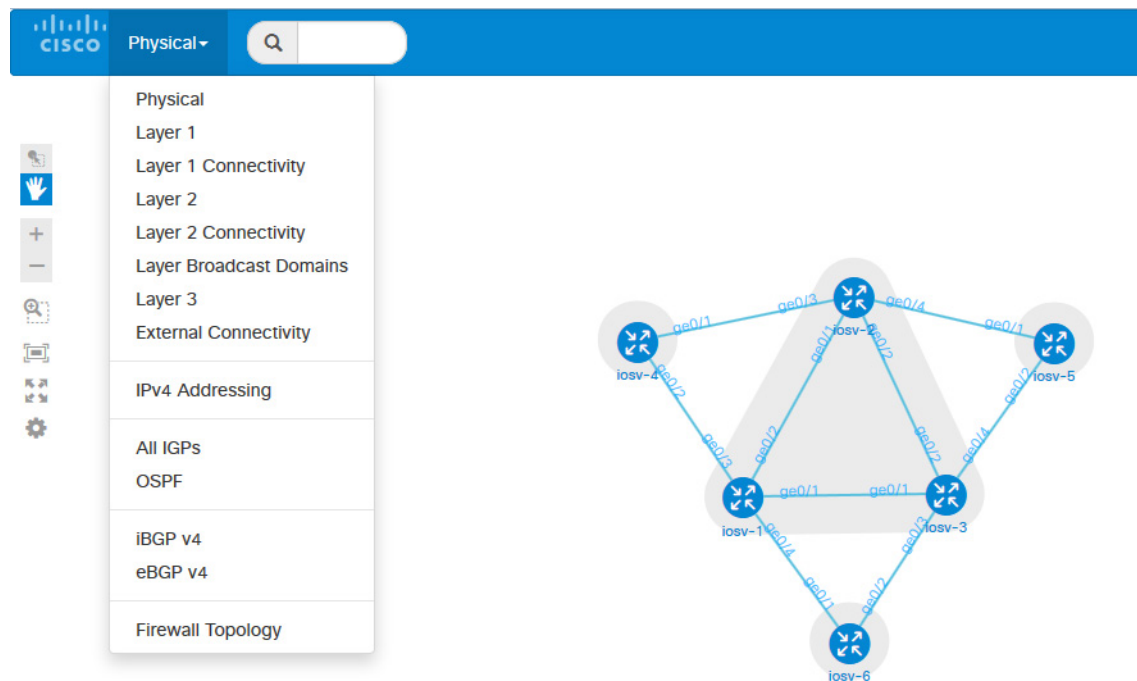 CISCO
Physical
Physical
Layer 1
Layer 1 Connectivity
Layer 2
Layer 2 Connectivity
Layer Broadcast Domains
Layer 3
External Connectivity
IPv4 Addressing
All IGPs
OSPF
iBGP v4
eBGP v4
Firewall Topology
iosv-2
ge0/3
ge0/4
ge0/1
ge0/2
iosv-4
ge0/1
ge0/2
iosv-5
ge0/1
ge0/2
iosv-1
ge0/3
ge0/2
ge0/1
ge0/4
iosv-3
ge0/1
ge0/2
ge0/4
ge0/3
ge0/1
ge0/2
iosv-6